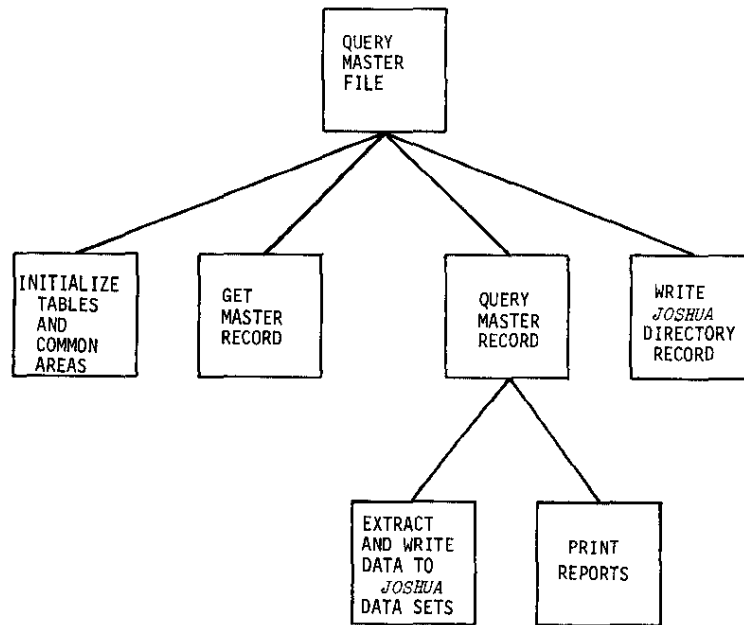 QUERY
MASTER
FILE
INITIALIZE
TABLES
AND
COMMON
AREAS
GET
MASTER
RECORD
QUERY
MASTER
RECORD
WRITE
JOSHUA
DIRECTORY
RECORD
EXTRACT
AND WRITE
DATA TO
JOSHUA
DATA SETS
PRINT
REPORTS